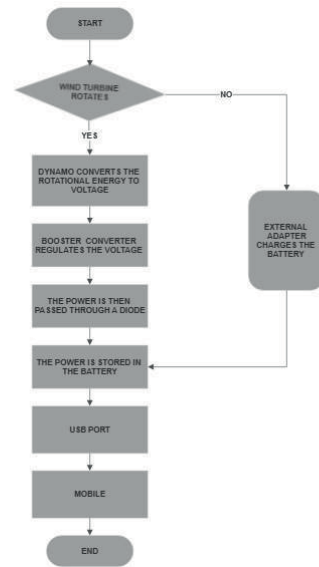 START
WIND TURBINE
ROTATES
NO
YES
DYNAMO CONVERTS THE
ROTATIONAL ENERGY TO
VOLTAGE
BOOSTER CONVERTER
REGULATES THE VOLTAGE
EXTERNAL
ADAPTER
CHARGES THE
BATTERY
THE POWER IS THEN
PASSED THROUGH A DIODE
THE POWER IS STORED IN
THE BATTERY
USB PORT
MOBILE
END